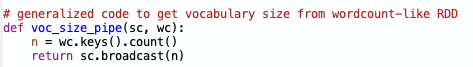 # generalized code to get vocabulary size from wordcount-like RDD
def voc_size_pipe(sc, wc):
    n = wc.keys().count()
    return sc.broadcast(n)